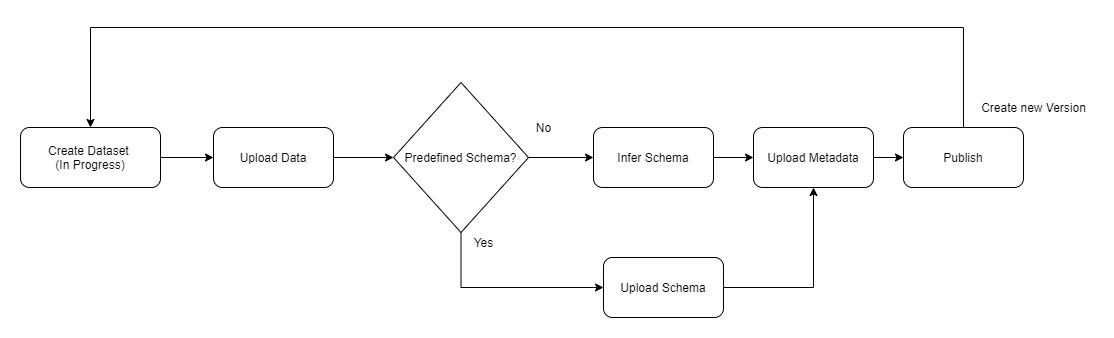 Create new Version
No
Create Dataset
(In Progress)
Upload Data
Predefined Schema?
Infer Schema
Upload Metadata
Publish
Yes
Upload Schema